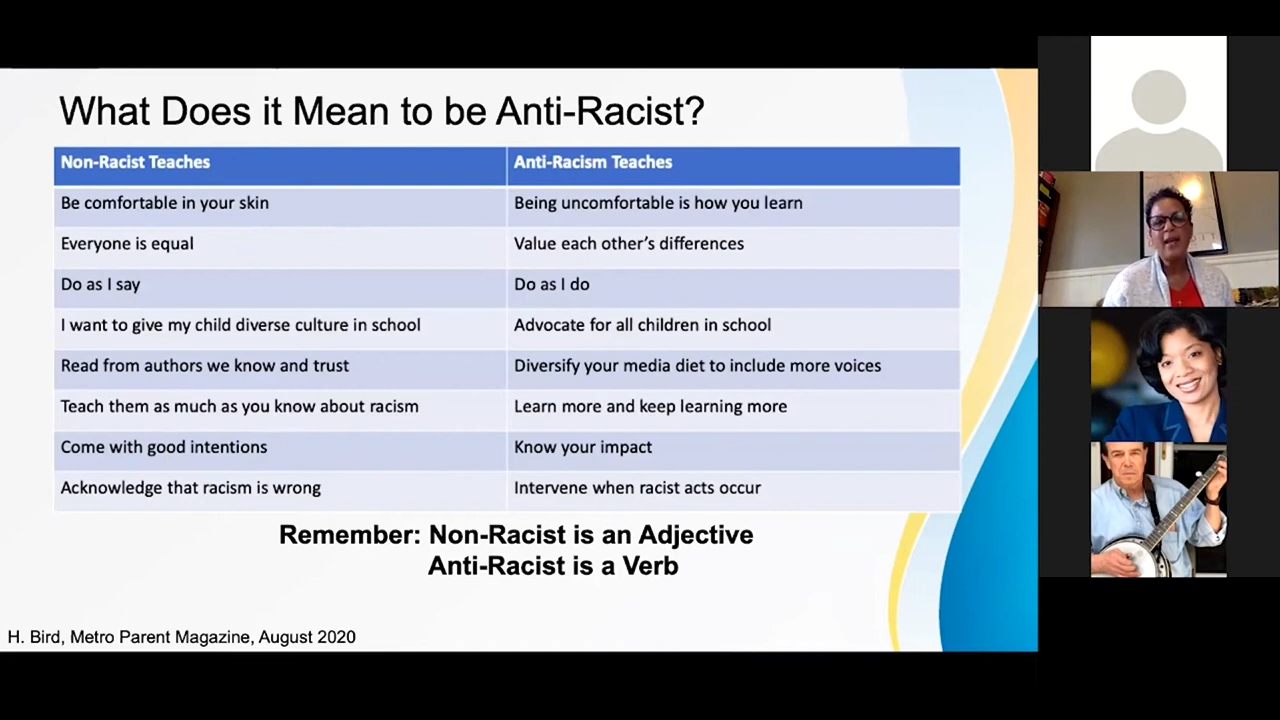 What Does it Mean to be Anti-Racist?
Non-Racist Teaches
Anti-Racism Teaches
Be comfortable in your skin
Being uncomfortable is how you learn
Everyone is equal
Value each other's differences
Do as I say
Do as I do
I want to give my child diverse culture in school
Advocate for all children in school
Read from authors we know and trust
Diversify your media diet to include more voices
Teach them as much as you know about racism
Learn more and keep learning more
Come with good intentions
Know your impact
Acknowledge that racism is wrong
Intervene when racist acts occur
Remember: Non-Racist is an Adjective
Anti-Racist is a Verb
H. Bird, Metro Parent Magazine, August 2020